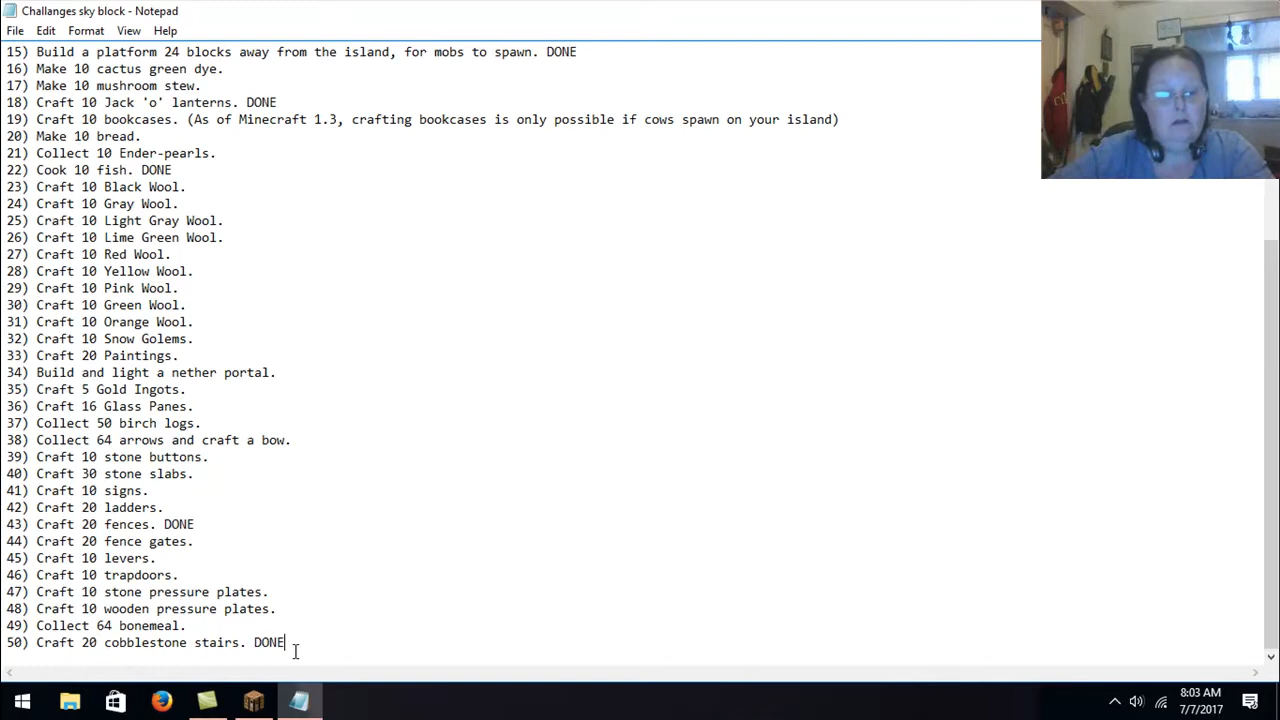 Challanges sky block - Notepad
File Edit Format View Help
15) Build a platform 24 blocks away from the island, for mobs to spawn. DONE
16) Make 10 cactus green dye.
17) Make 10 mushroom stew.
18) Craft 10 Jack 'o' lanterns. DONE
19) Craft 10 bookcases. (As of Minecraft 1.3, crafting bookcases is only possible if cows spawn on your island)
20) Make 10 bread.
21) Collect 10 Ender-pearls.
22) Cook 10 fish. DONE
23) Craft 10 Black Wool.
24) Craft 10 Gray Wool.
25) Craft 10 Light Gray Wool.
26) Craft 10 Lime Green Wool.
27) Craft 10 Red Wool.
28) Craft 10 Yellow Wool.
29) Craft 10 Pink Wool.
30) Craft 10 Green Wool.
31) Craft 10 Orange Wool.
32) Craft 10 Snow Golems.
33) Craft 20 Paintings.
34) Build and light a nether portal.
35) Craft 5 Gold Ingots.
36) Craft 16 Glass Panes.
37) Collect 50 birch logs.
38) Collect 64 arrows and craft a bow.
39) Craft 10 stone buttons.
40) Craft 30 stone slabs.
41) Craft 10 signs.
42) Craft 20 ladders.
43) Craft 20 fences. DONE
44) Craft 20 fence gates.
45) Craft 10 levers.
46) Craft 10 trapdoors.
47) Craft 10 stone pressure plates.
48) Craft 10 wooden pressure plates.
49) Collect 64 bonemeal.
50) Craft 20 cobblestone stairs. DONE
8:03 AM
7/7/2017